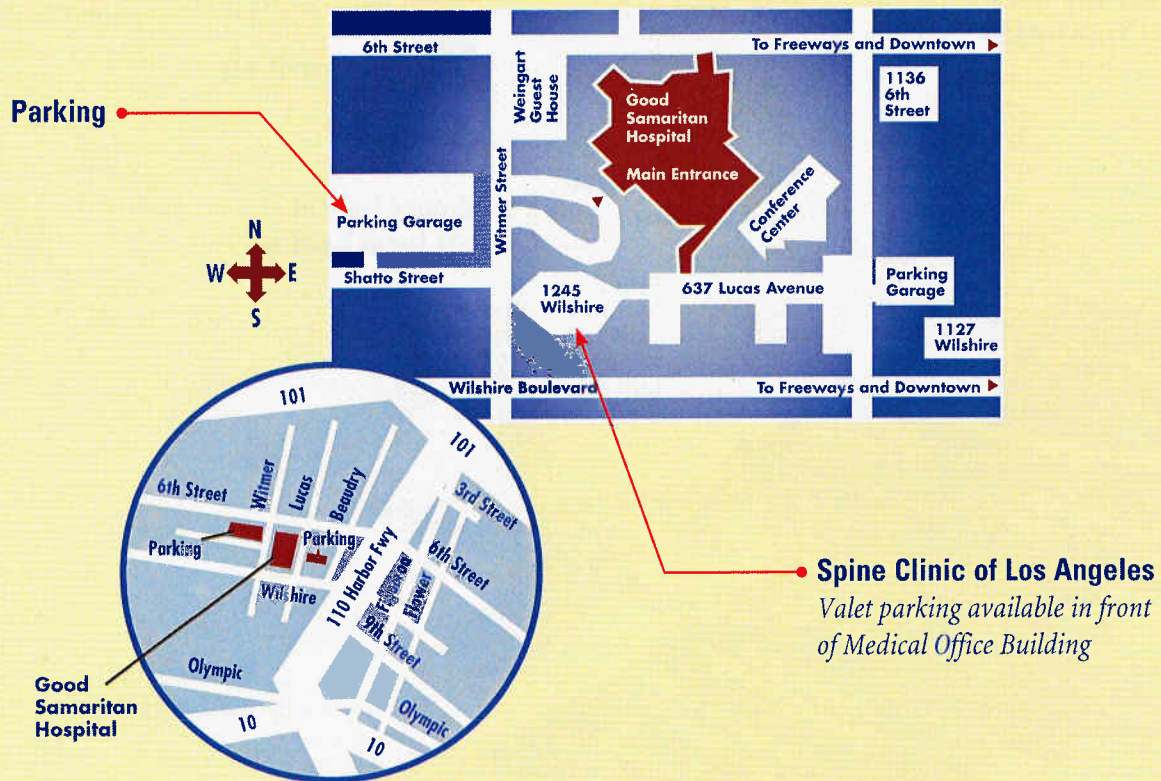 6th Street
To Freeways and Downtown
Weingart
Guest
House
Good
Samaritan
Hospital
Main Entrance
1136
6th
Street
Parking
Parking Garage
Witmer Street
Conference
Center
N
W E
S
Shatto Street
1245
Wilshire
637 Lucas Avenue
Parking
Garage
1127
Wilshire
Wilshire Boulevard
To Freeways and Downtown
101
101
Witmer
Lucas
Beaudry
6th Street
3rd Street
Parking
Parking
6th Street
110 Harbor Fwy
Figueroa
Flower
Wilshire
9th Street
Olympic
Olympic
10
10
Good
Samaritan
Hospital
Spine Clinic of Los Angeles
Valet parking available in front
of Medical Office Building